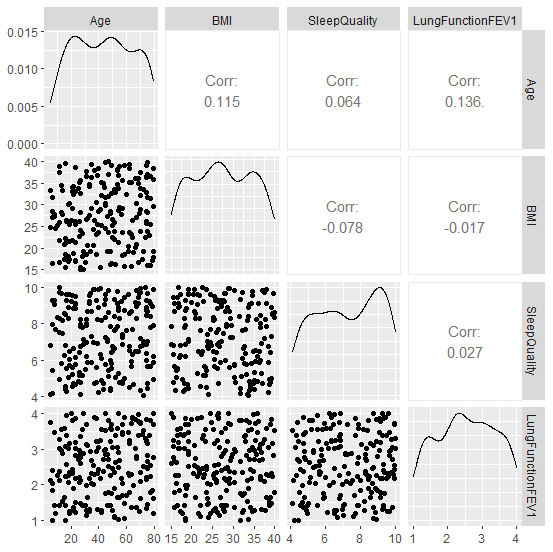 Age BMI SleepQuality LungFunctionFEV1
0.015
0.010
0.005
0.000
Corr:
0.115
Corr:
0.064
Corr:
0.136.
Age
40
35
30
25
20
15
Corr:
-0.078
Corr:
-0.017
BMI
10
8
6
4
Corr:
0.027
SleepQuality
4
3
2
1
LungFunctionFEV1
20 40 60 80 15 20 25 30 35 40 4 6 8 10 1 2 3 4